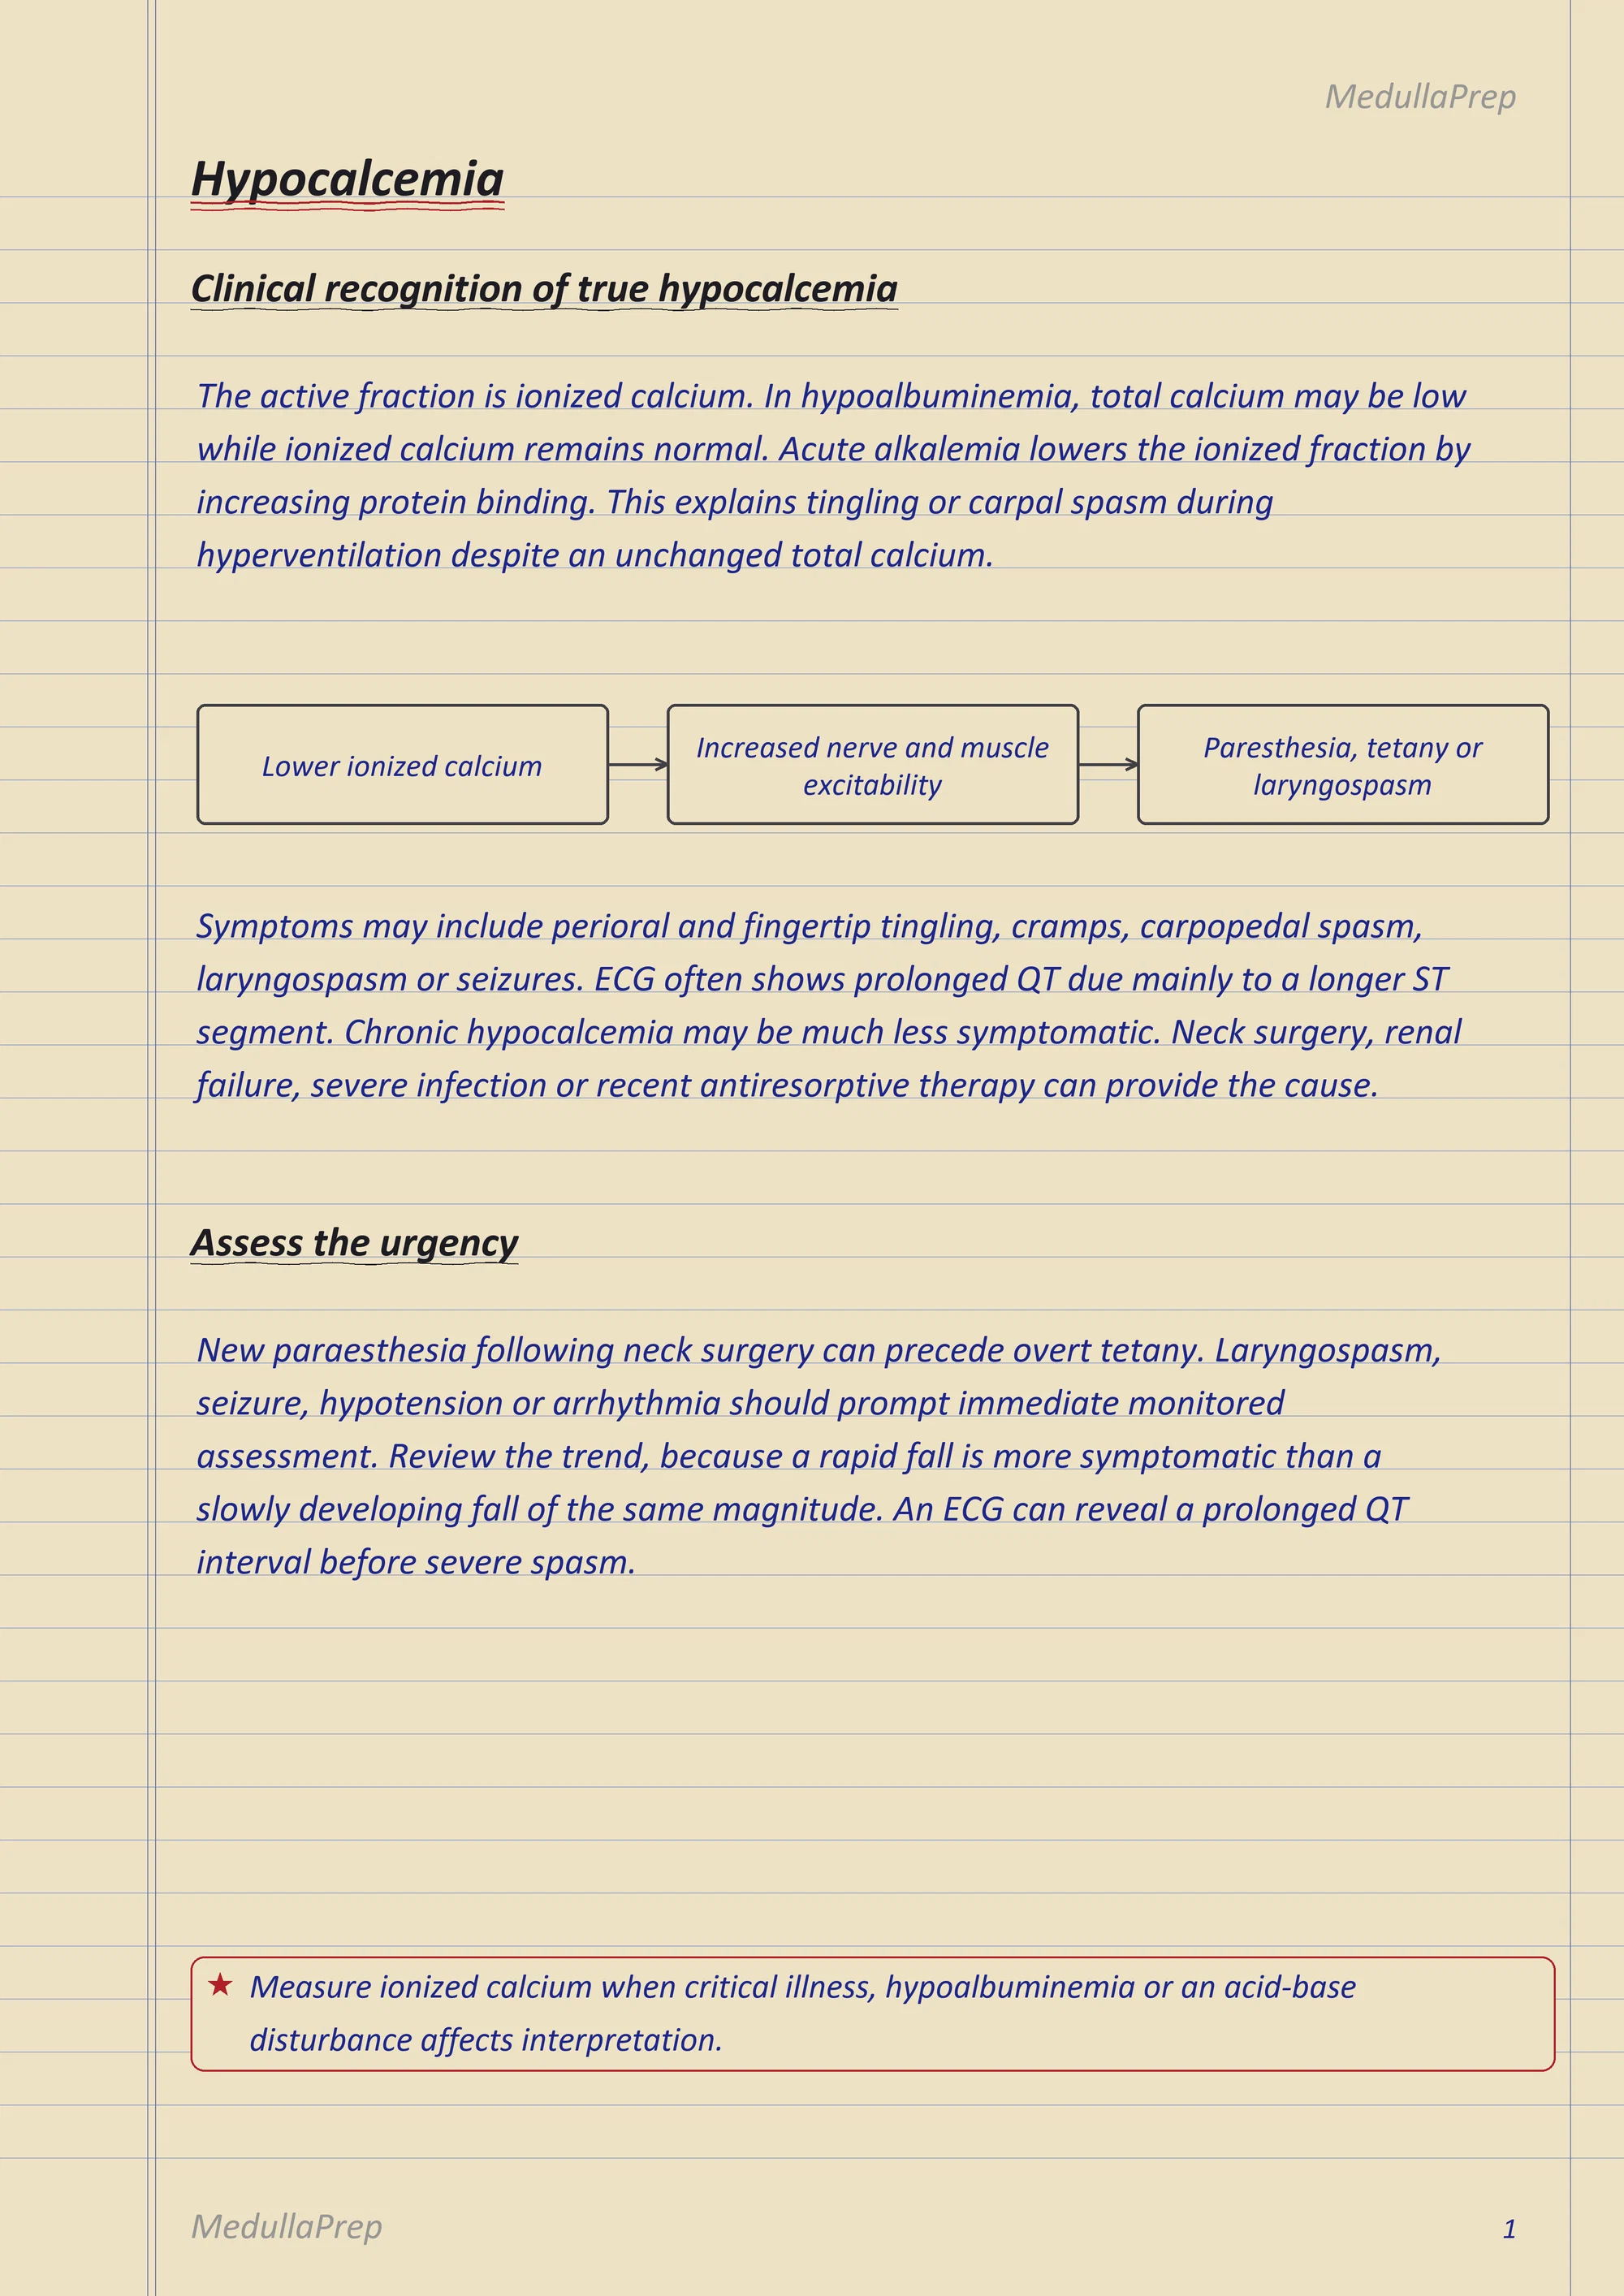 MedullaPrep
Hypocalcemia
Clinical recognition of true hypocalcemia
The active fraction is ionized calcium. In hypoalbuminemia, total calcium may be low
while ionized calcium remains normal. Acute alkalemia lowers the ionized fraction by
increasing protein binding. This explains tingling or carpal spasm during
hyperventilation despite an unchanged total calcium.
Lower ionized calcium
Increased nerve and muscle
excitability
Paresthesia, tetany or
laryngospasm
Symptoms may include perioral and fingertip tingling, cramps, carpopedal spasm,
laryngospasm or seizures. ECG often shows prolonged QT due mainly to a longer ST
segment. Chronic hypocalcemia may be much less symptomatic. Neck surgery, renal
failure, severe infection or recent antiresorptive therapy can provide the cause.
Assess the urgency
New paraesthesia following neck surgery can precede overt tetany. Laryngospasm,
seizure, hypotension or arrhythmia should prompt immediate monitored
assessment. Review the trend, because a rapid fall is more symptomatic than a
slowly developing fall of the same magnitude. An ECG can reveal a prolonged QT
interval before severe spasm.
★ Measure ionized calcium when critical illness, hypoalbuminemia or an acid-base
disturbance affects interpretation.
MedullaPrep
1